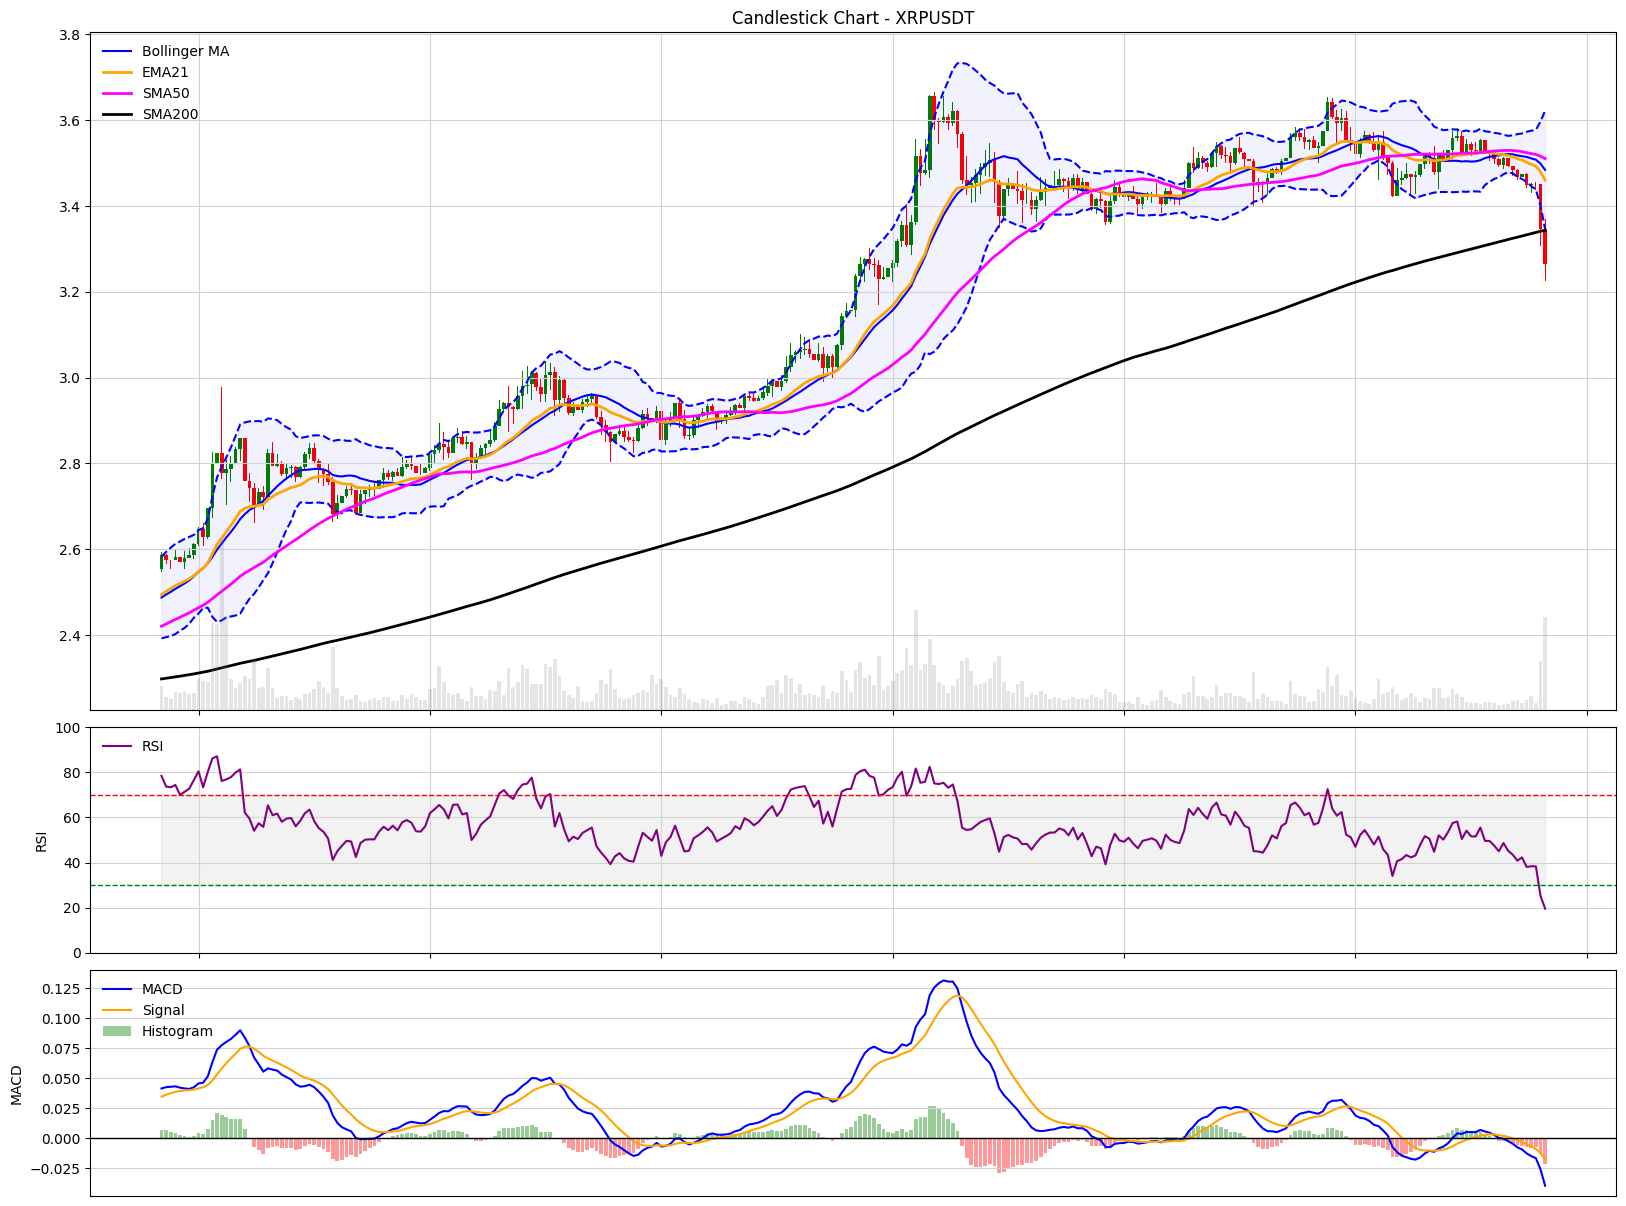 Candlestick Chart - XRPUSDT
Bollinger MA
EMA21
SMA50
SMA200
3.8
3.6
3.4
3.2
3.0
2.8
2.6
2.4
RSI
RSI
100
80
60
40
20
0
MACD
Signal
Histogram
MACD
0.125
0.100
0.075
0.050
0.025
0.000
−0.025